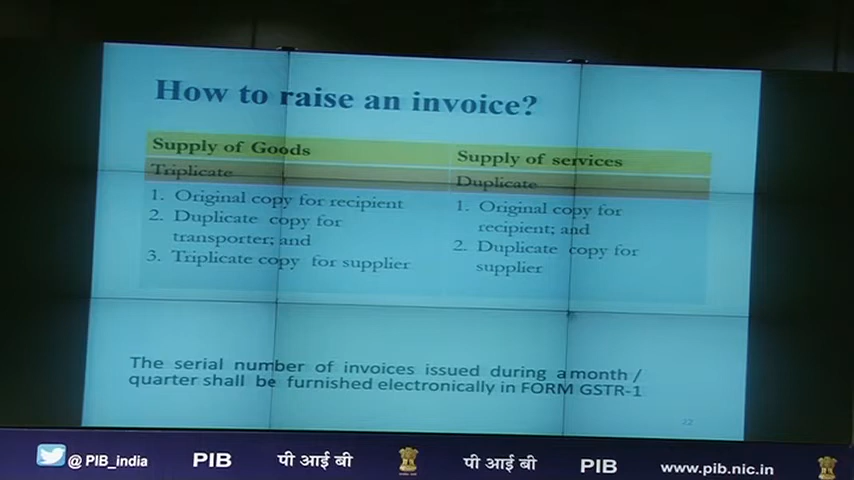 How to raise an invoice?
Supply of Goods
Supply of services
Triplicate
Duplicate
1. Original copy for recipient
2. Duplicate copy for
transporter; and
3. Triplicate copy for supplier
1. Original copy for
recipient; and
2. Duplicate copy for
supplier
The serial number of invoices issued during a month /
quarter shall be furnished electronically in FORM GSTR-1
22
@ PIB_india PIB पी आई बी पी आई बी PIB www.pib.nic.in